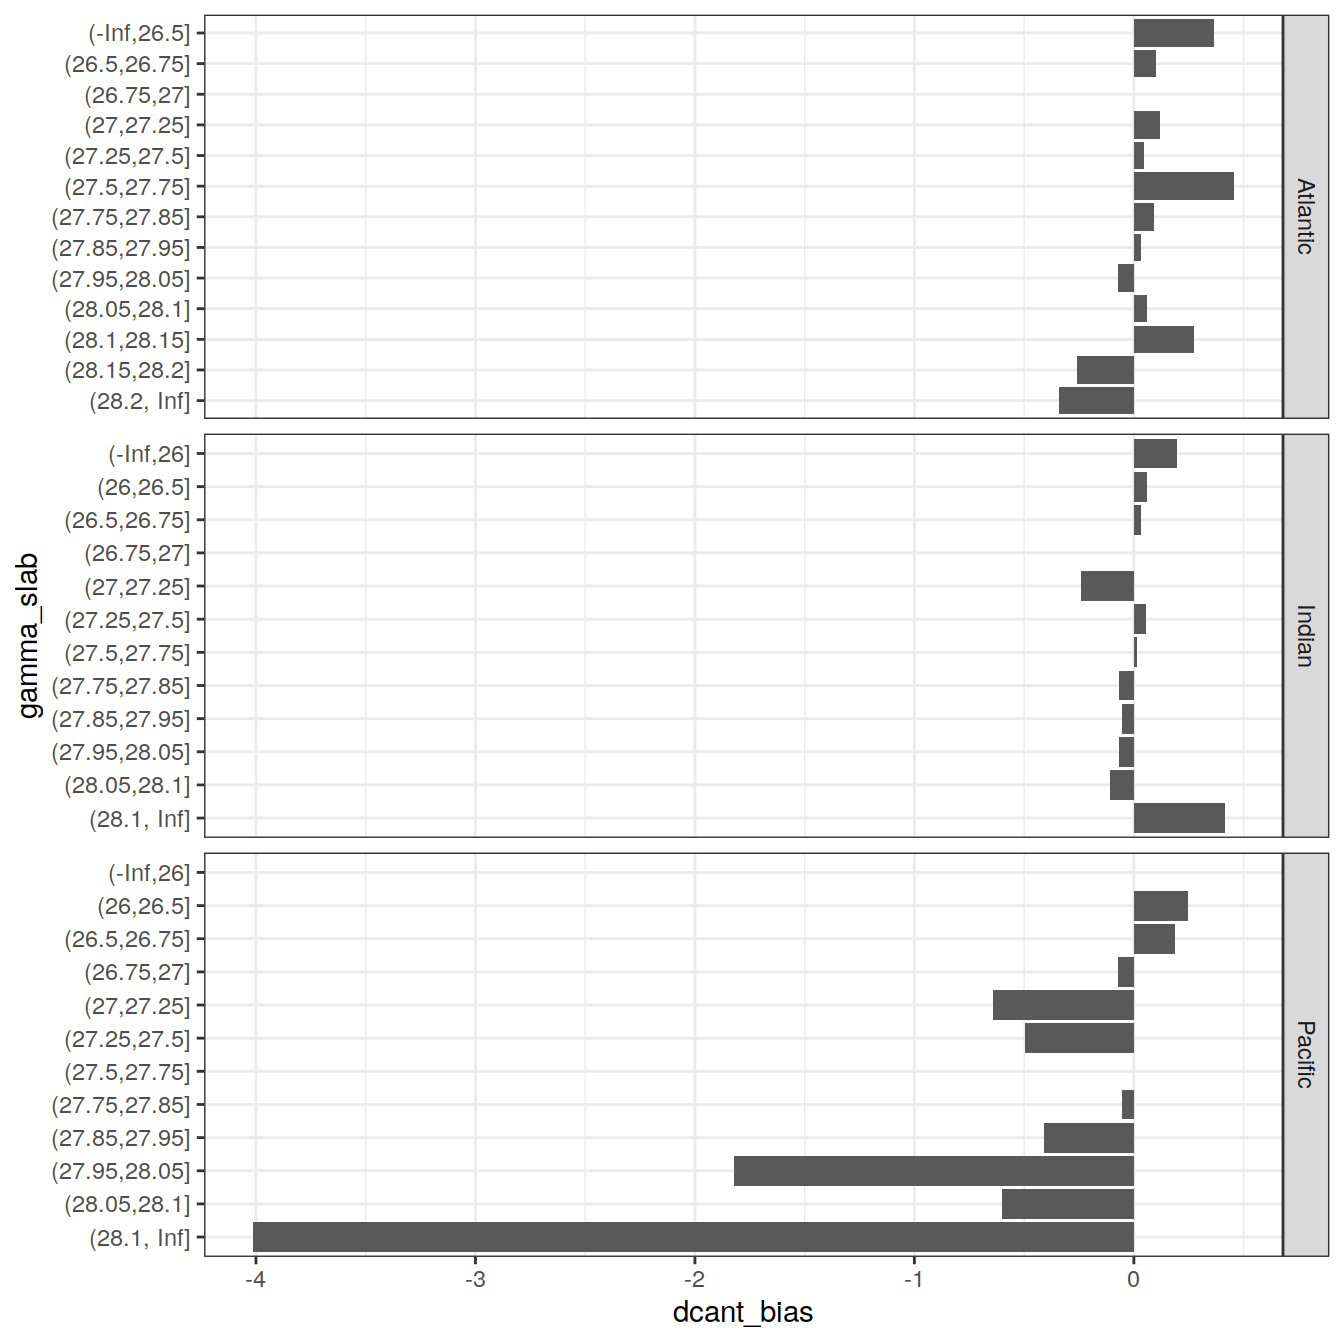 (-Inf,26.5]
(26.5,26.75]
(26.75,27]
(27,27.25]
(27.25,27.5]
(27.5,27.75]
(27.75,27.85]
(27.85,27.95]
(27.95,28.05]
(28.05,28.1]
(28.1,28.15]
(28.15,28.2]
(28.2, Inf]
Atlantic
(-Inf,26]
(26,26.5]
(26.5,26.75]
(26.75,27]
(27,27.25]
(27.25,27.5]
(27.5,27.75]
(27.75,27.85]
(27.85,27.95]
(27.95,28.05]
(28.05,28.1]
(28.1, Inf]
Indian
gamma_slab
(-Inf,26]
(26,26.5]
(26.5,26.75]
(26.75,27]
(27,27.25]
(27.25,27.5]
(27.5,27.75]
(27.75,27.85]
(27.85,27.95]
(27.95,28.05]
(28.05,28.1]
(28.1, Inf]
Pacific
-4 -3 -2 -1 0
dcant_bias